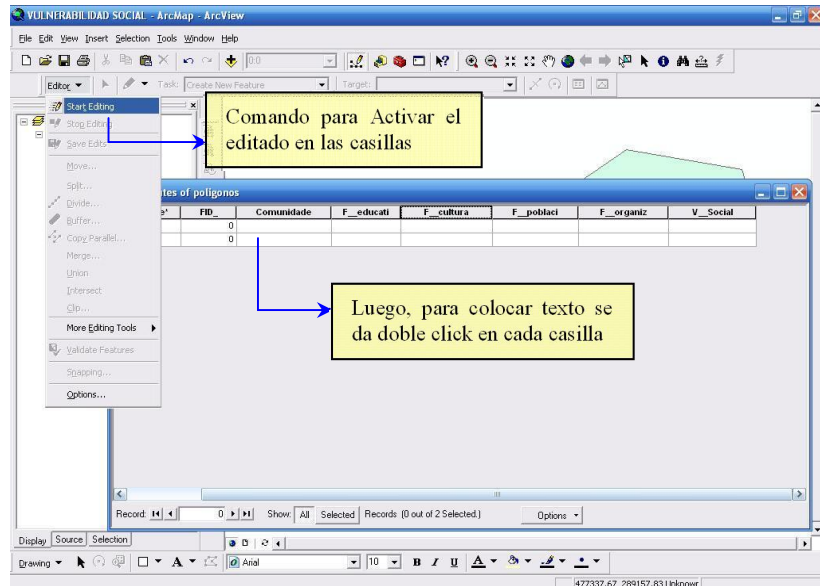 VULNERABILIDAD SOCIAL - ArcMap - ArcView
File Edit View Insert Selection Tools Window Help
0:0
Editor Task: Create New Feature Target:
Start Editing
Stop Editing
Save Edits
Move...
Split...
Divide...
Buffer...
Copy Parallel...
Merge...
Union
Intersect
Clip...
More Editing Tools
Validate Features
Snapping...
Options...
Comando para Activar el
editado en las casillas
tes of polígonos
FID_ Comunidade F__educati F__cultura F__poblaci F__organiz V__Social
0
0
Luego, para colocar texto se
da doble click en cada casilla
Record: 0 Show: All Selected Records (0 out of 2 Selected.) Options
Display Source Selection
Drawing A Arial 10 B I U A
477337,67 289157,83 Unknown